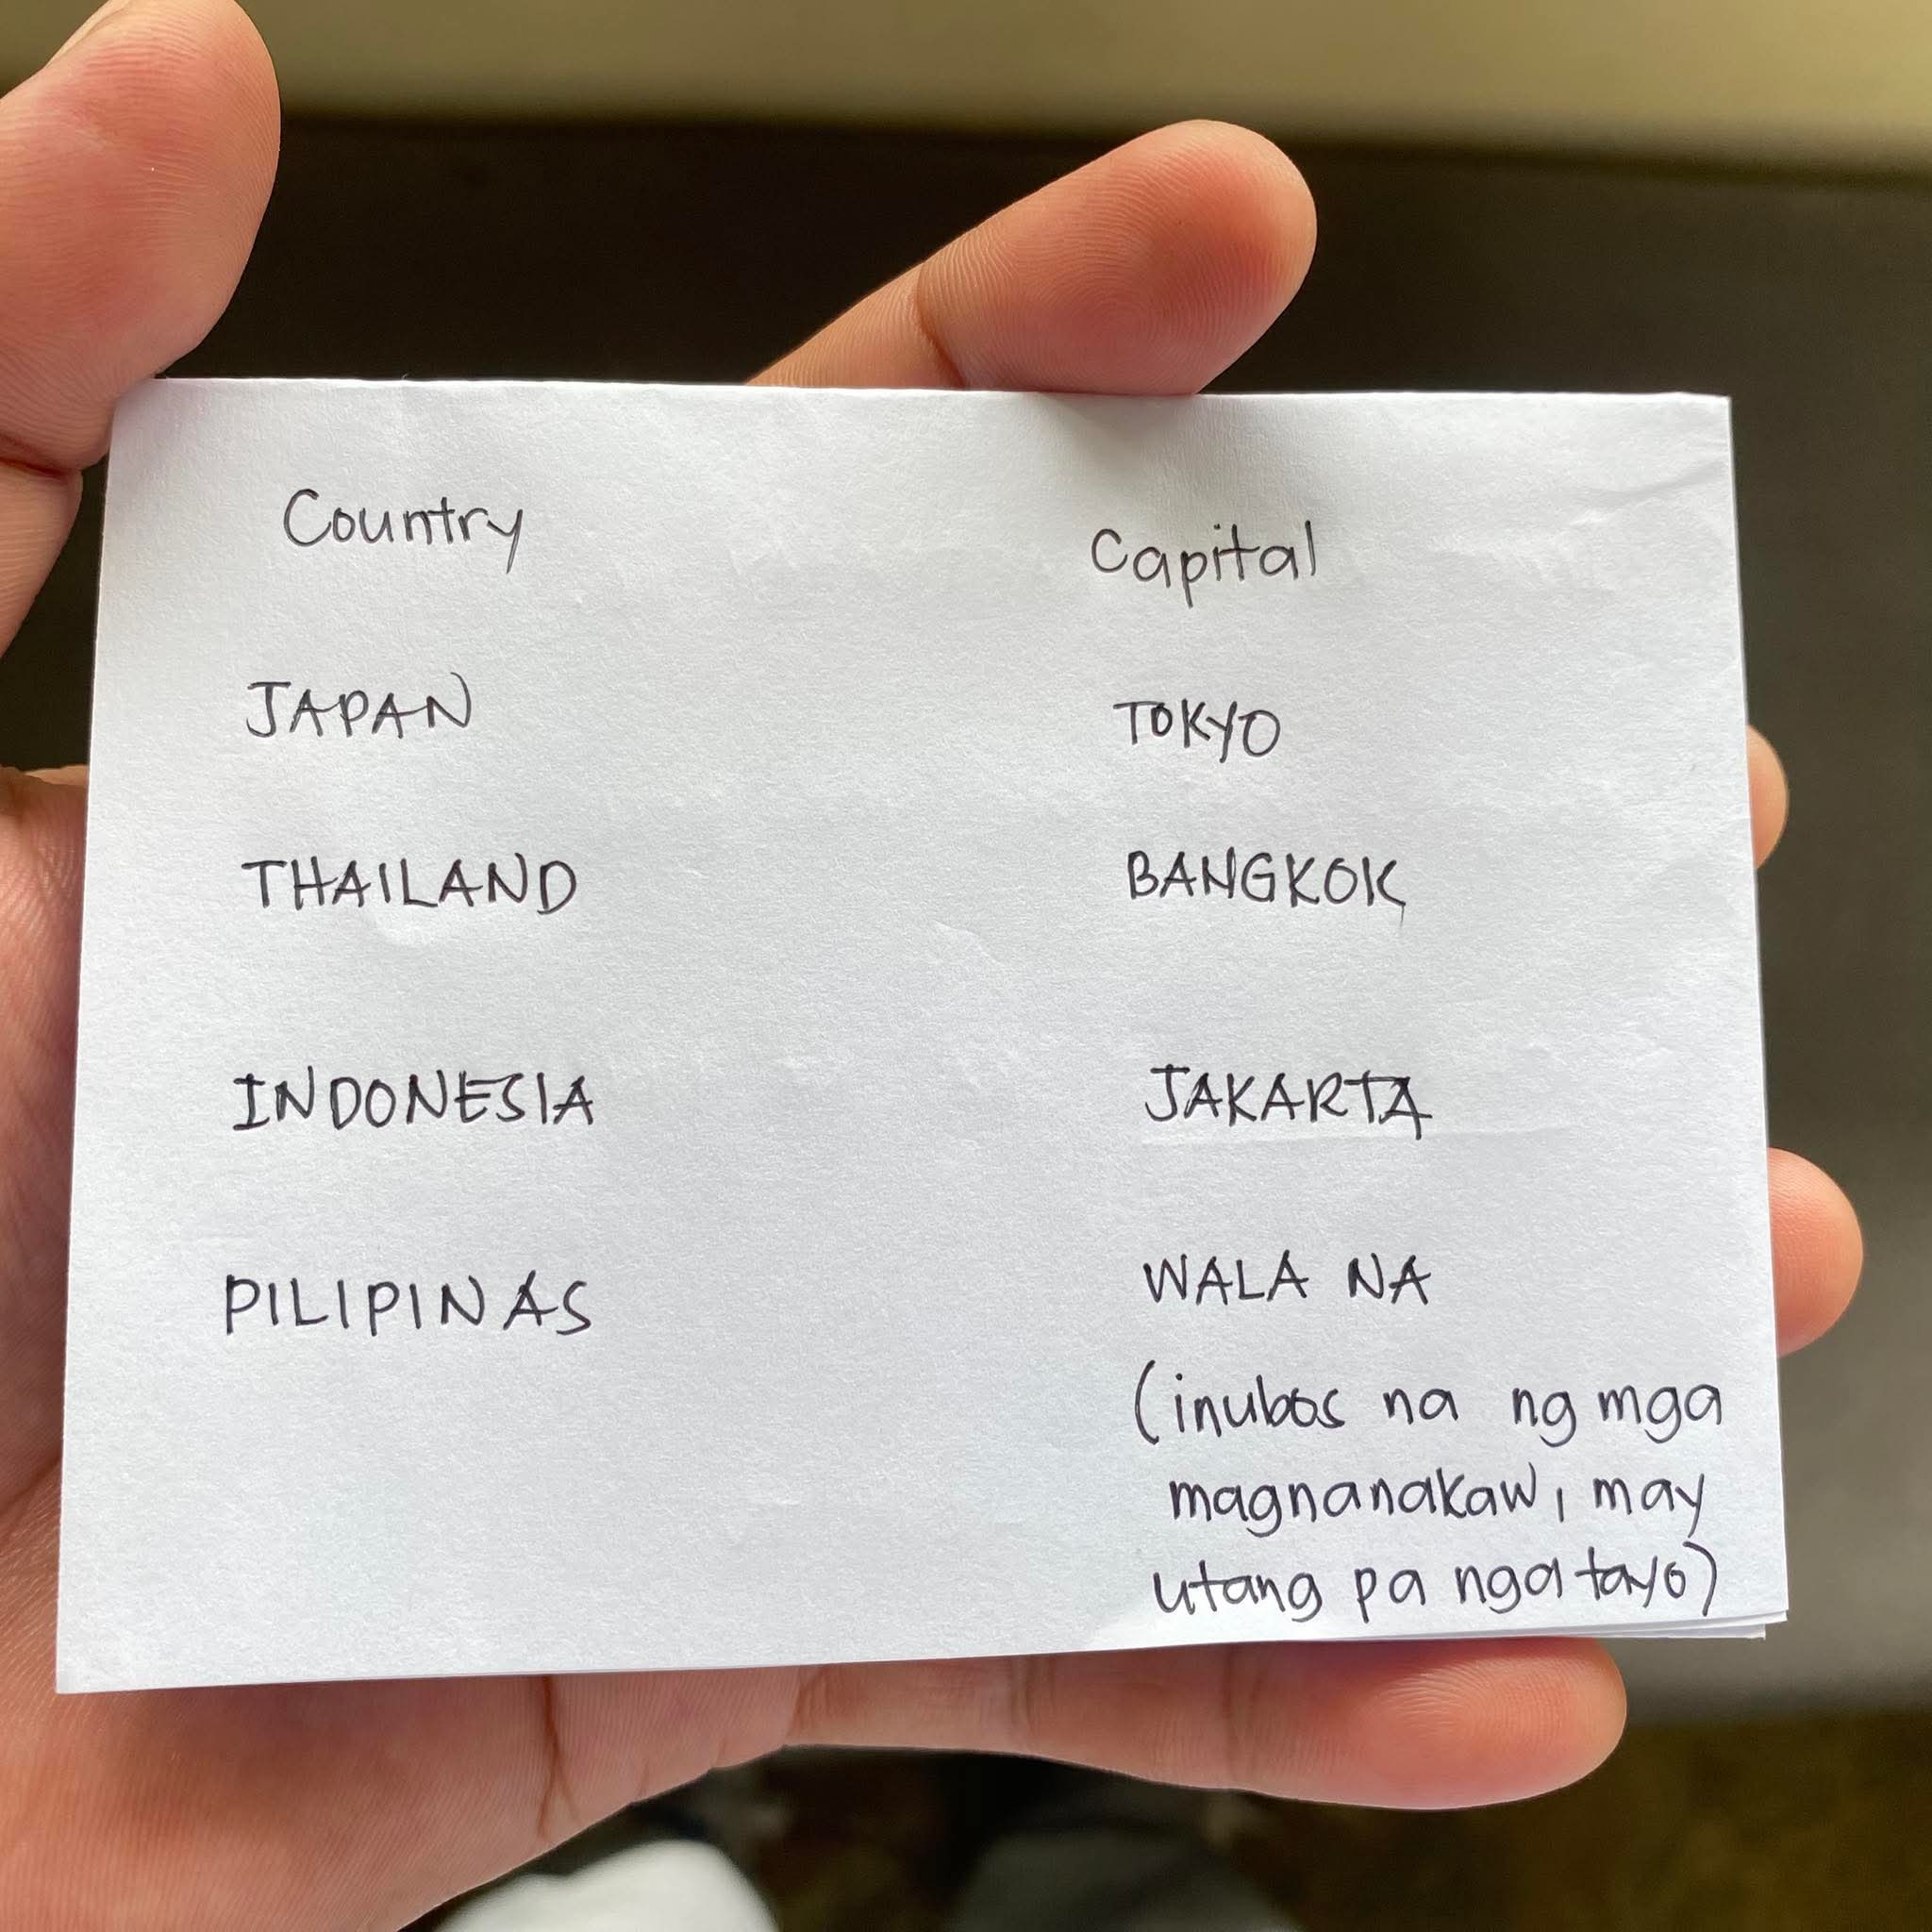 Country Capital
JAPAN TOKYO
THAILAND BANGKOK
INDONESIA JAKARTA
PILIPINAS WALA NA
(inubos na ng mga
magnanakaw, may
utang pa nga tayo)